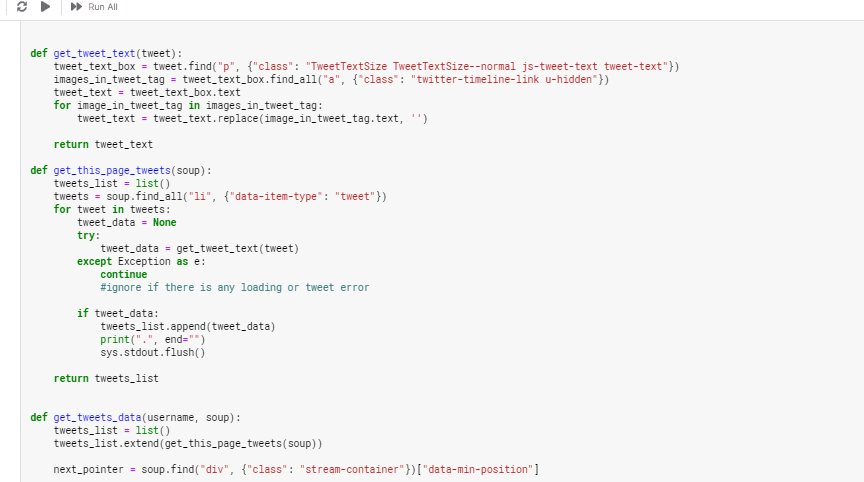 Run All
def get_tweet_text(tweet):
    tweet_text_box = tweet.find("p", {"class": "TweetTextSize TweetTextSize--normal js-tweet-text tweet-text"})
    images_in_tweet_tag = tweet_text_box.find_all("a", {"class": "twitter-timeline-link u-hidden"})
    tweet_text = tweet_text_box.text
    for image_in_tweet_tag in images_in_tweet_tag:
        tweet_text = tweet_text.replace(image_in_tweet_tag.text, '')
    return tweet_text
def get_this_page_tweets(soup):
    tweets_list = list()
    tweets = soup.find_all("li", {"data-item-type": "tweet"})
    for tweet in tweets:
        tweet_data = None
        try:
            tweet_data = get_tweet_text(tweet)
        except Exception as e:
            continue
            #ignore if there is any loading or tweet error
        if tweet_data:
            tweets_list.append(tweet_data)
            print(".", end="")
            sys.stdout.flush()
    return tweets_list
def get_tweets_data(username, soup):
    tweets_list = list()
    tweets_list.extend(get_this_page_tweets(soup))
    next_pointer = soup.find("div", {"class": "stream-container"})["data-min-position"]